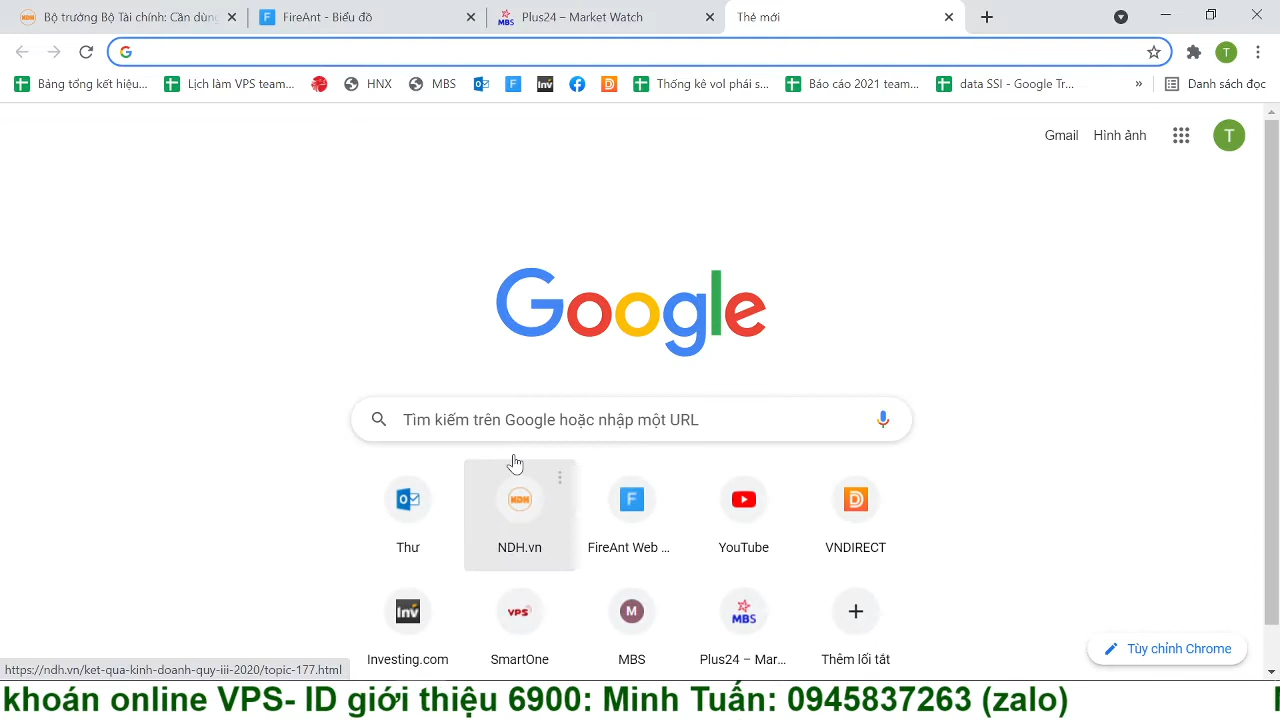 Bộ trưởng Bộ Tài chính: Cần dùng
FireAnt - Biểu đồ
Plus24 – Market Watch
Thẻ mới
T
Bảng tổng kết hiệu...
Lịch làm VPS team...
HNX
MBS
Thống kê vol phải s...
Báo cáo 2021 team...
data SSI - Google Tr...
»
Danh sách đọc
Gmail
Hình ảnh
T
Google
Tìm kiếm trên Google hoặc nhập một URL
Thư
NDH.vn
FireAnt Web ...
YouTube
VNDIRECT
Investing.com
SmartOne
MBS
Plus24 – Mar...
Thêm lối tắt
Tùy chỉnh Chrome
https://ndh.vn/ket-qua-kinh-doanh-quy-iii-2020/topic-177.html
khoán online VPS- ID giới thiệu 6900: Minh Tuấn: 0945837263 (zalo)